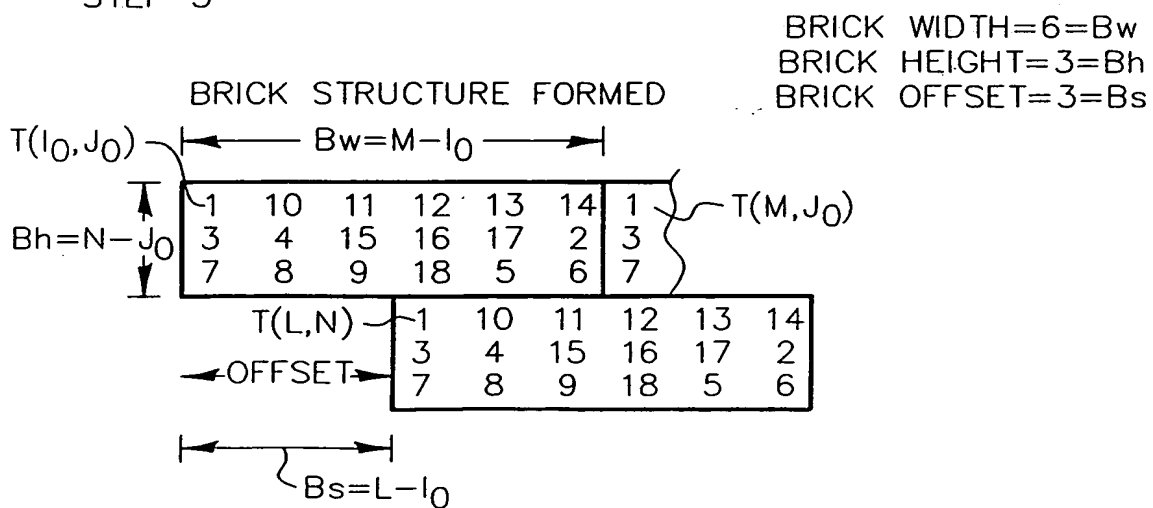 STEP 3
BRICK WIDTH=6=Bw
BRICK HEIGHT=3=Bh
BRICK OFFSET=3=Bs
BRICK STRUCTURE FORMED
T(I0,J0)
Bw=M-I0
1 10 11 12 13 14 1
T(M,J0)
Bh=N-J0
3 4 15 16 17 2 3
7 8 9 18 5 6 7
T(L,N)
1 10 11 12 13 14
3 4 15 16 17 2
OFFSET
7 8 9 18 5 6
Bs=L-I0